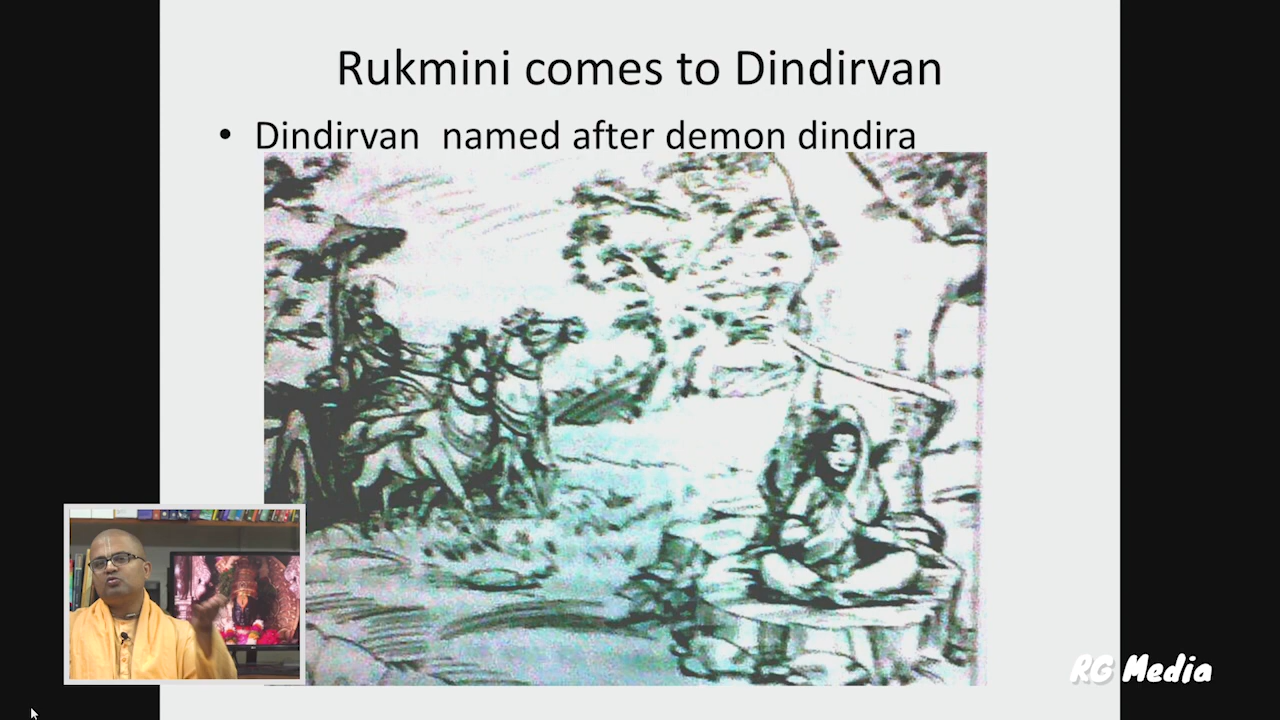 Rukmini comes to Dindirvan
• Dindirvan named after demon dindira
RG Media